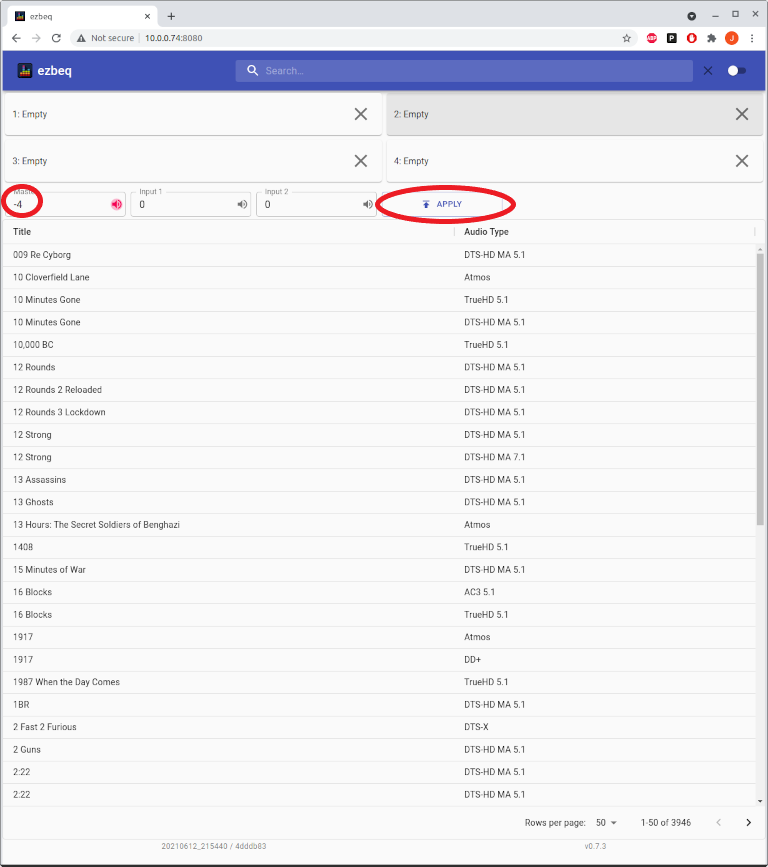 ezbeq
Not secure 10.0.0.74:8080
ABP P J
ezbeq Search...
1: Empty 2: Empty
3: Empty 4: Empty
Input 1 Input 2
-4 0 0 APPLY
Title Audio Type
009 Re Cyborg DTS-HD MA 5.1
10 Cloverfield Lane Atmos
10 Minutes Gone TrueHD 5.1
10 Minutes Gone DTS-HD MA 5.1
10,000 BC TrueHD 5.1
12 Rounds DTS-HD MA 5.1
12 Rounds 2 Reloaded DTS-HD MA 5.1
12 Rounds 3 Lockdown DTS-HD MA 5.1
12 Strong DTS-HD MA 5.1
12 Strong DTS-HD MA 7.1
13 Assassins DTS-HD MA 5.1
13 Ghosts DTS-HD MA 5.1
13 Hours: The Secret Soldiers of Benghazi Atmos
1408 TrueHD 5.1
15 Minutes of War DTS-HD MA 5.1
16 Blocks AC3 5.1
16 Blocks TrueHD 5.1
1917 Atmos
1917 DD+
1987 When the Day Comes TrueHD 5.1
1BR DTS-HD MA 5.1
2 Fast 2 Furious DTS-X
2 Guns DTS-HD MA 5.1
2:22 DTS-HD MA 5.1
2:22 DTS-HD MA 5.1
Rows per page: 50 1-50 of 3946
20210612_215440 / 4dddb83 v0.7.3